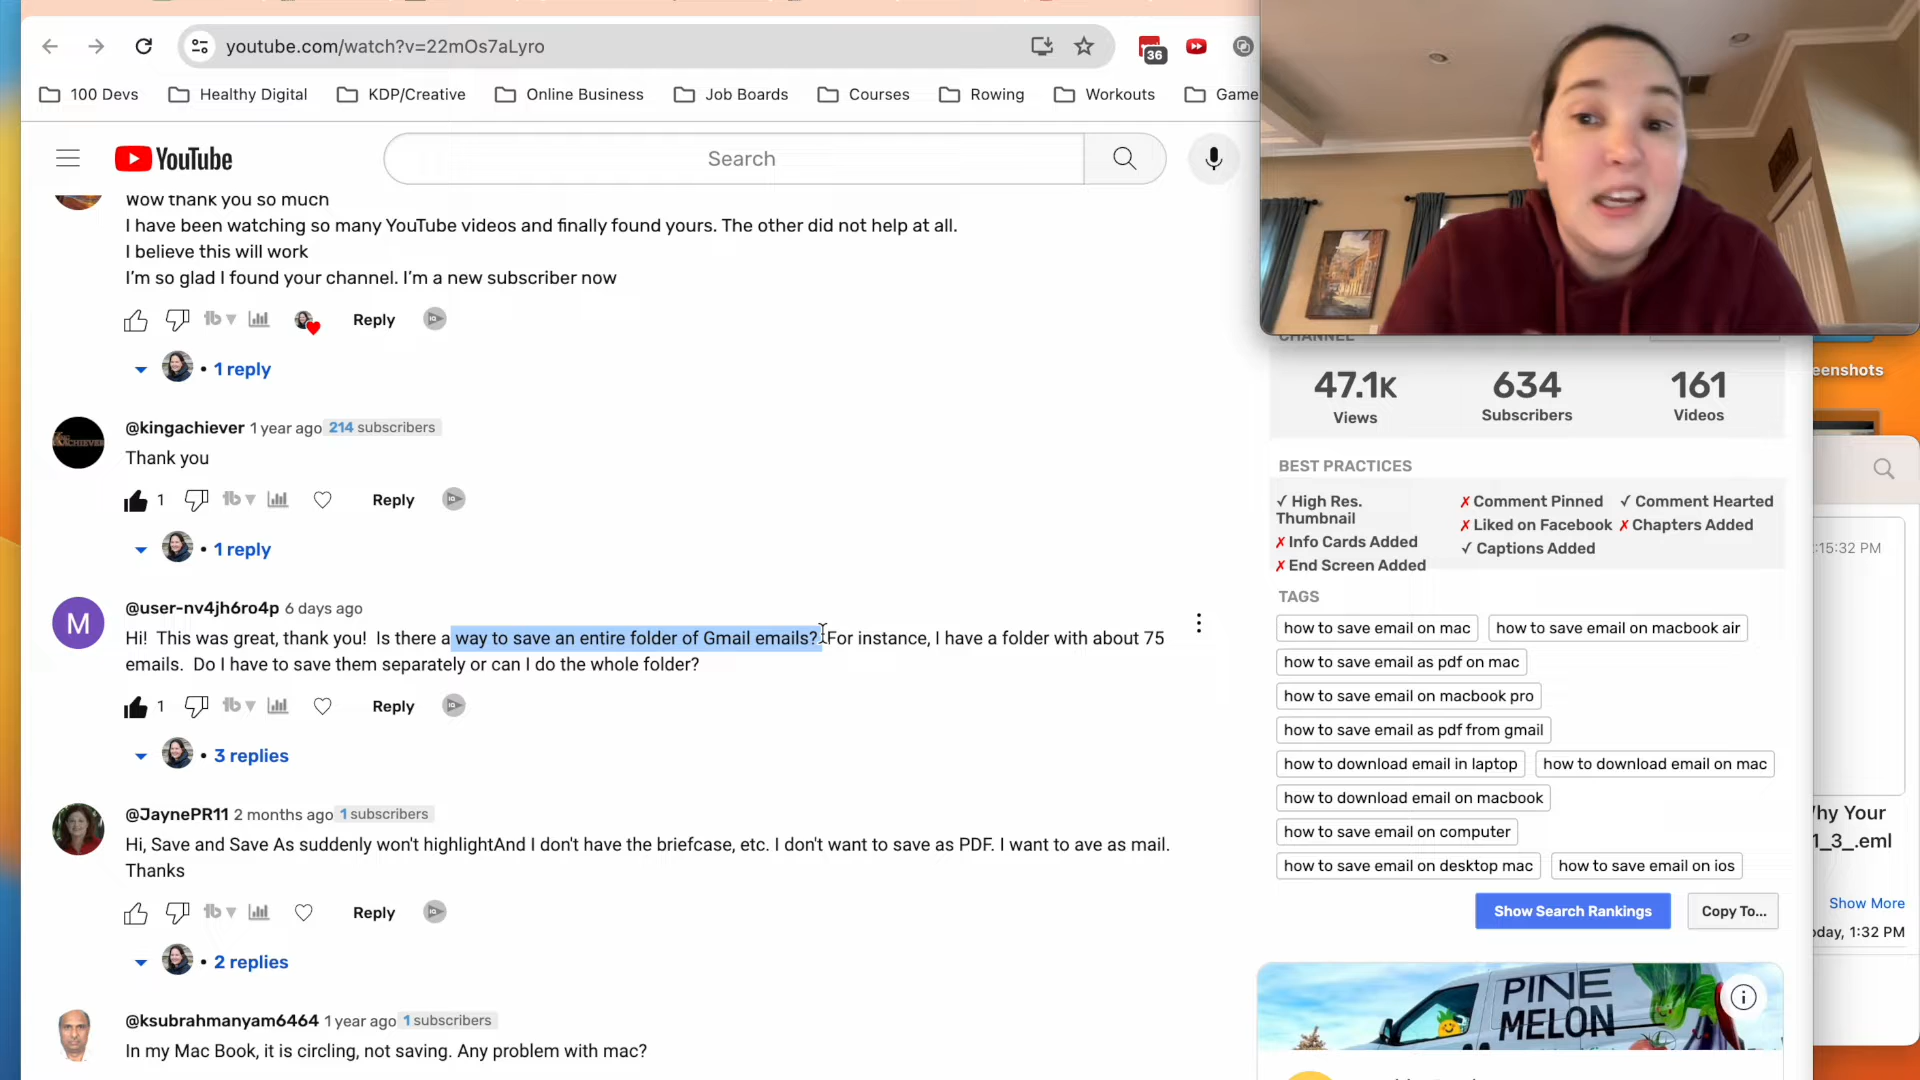 youtube.com/watch?v=22mOs7aLyro
36
100 Devs
Healthy Digital
KDP/Creative
Online Business
Job Boards
Courses
Rowing
Workouts
Game
YouTube
Search
Wow thank you so much
I have been watching so many YouTube videos and finally found yours. The other did not help at all.
I believe this will work
I'm so glad I found your channel. I'm a new subscriber now
Reply
• 1 reply
@kingachiever 1 year ago 214 subscribers
Thank you
1
Reply
• 1 reply
M
@user-nv4jh6ro4p 6 days ago
Hi!  This was great, thank you!  Is there a way to save an entire folder of Gmail emails? For instance, I have a folder with about 75
emails.  Do I have to save them separately or can I do the whole folder?
1
Reply
• 3 replies
@JaynePR11 2 months ago 1 subscribers
Hi, Save and Save As suddenly won't highlightAnd I don't have the briefcase, etc. I don't want to save as PDF. I want to ave as mail.
Thanks
Reply
• 2 replies
@ksubrahmanyam6464 1 year ago 1 subscribers
In my Mac Book, it is circling, not saving. Any problem with mac?
CHANNEL
47.1K
Views
634
Subscribers
161
Videos
BEST PRACTICES
✓ High Res. Thumbnail
✗ Info Cards Added
✗ End Screen Added
✗ Comment Pinned
✗ Liked on Facebook
✓ Captions Added
✓ Comment Hearted
✗ Chapters Added
TAGS
how to save email on mac
how to save email on macbook air
how to save email as pdf on mac
how to save email on macbook pro
how to save email as pdf from gmail
how to download email in laptop
how to download email on mac
how to download email on macbook
how to save email on computer
how to save email on desktop mac
how to save email on ios
Show Search Rankings
Copy To...
PINE
MELON
eenshots
:15:32 PM
hy Your
1_3_.eml
Show More
oday, 1:32 PM